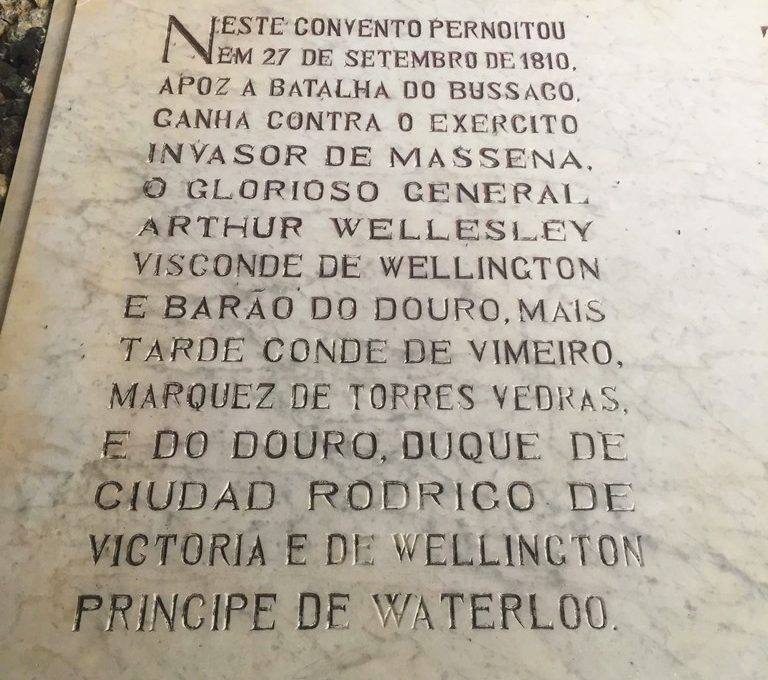 NESTE CONVENTO PERNOITOU
EM 27 DE SETEMBRO DE 1810,
APOZ A BATALHA DO BUSSACO,
GANHA CONTRA O EXERCITO
INVASOR DE MASSENA,
O GLORIOSO GENERAL
ARTHUR WELLESLEY
VISCONDE DE WELLINGTON
E BARÃO DO DOURO, MAIS
TARDE CONDE DE VIMEIRO,
MARQUEZ DE TORRES VEDRAS,
E DO DOURO, DUQUE DE
CIUDAD RODRIGO DE
VICTORIA E DE WELLINGTON
PRINCIPE DE WATERLOO.